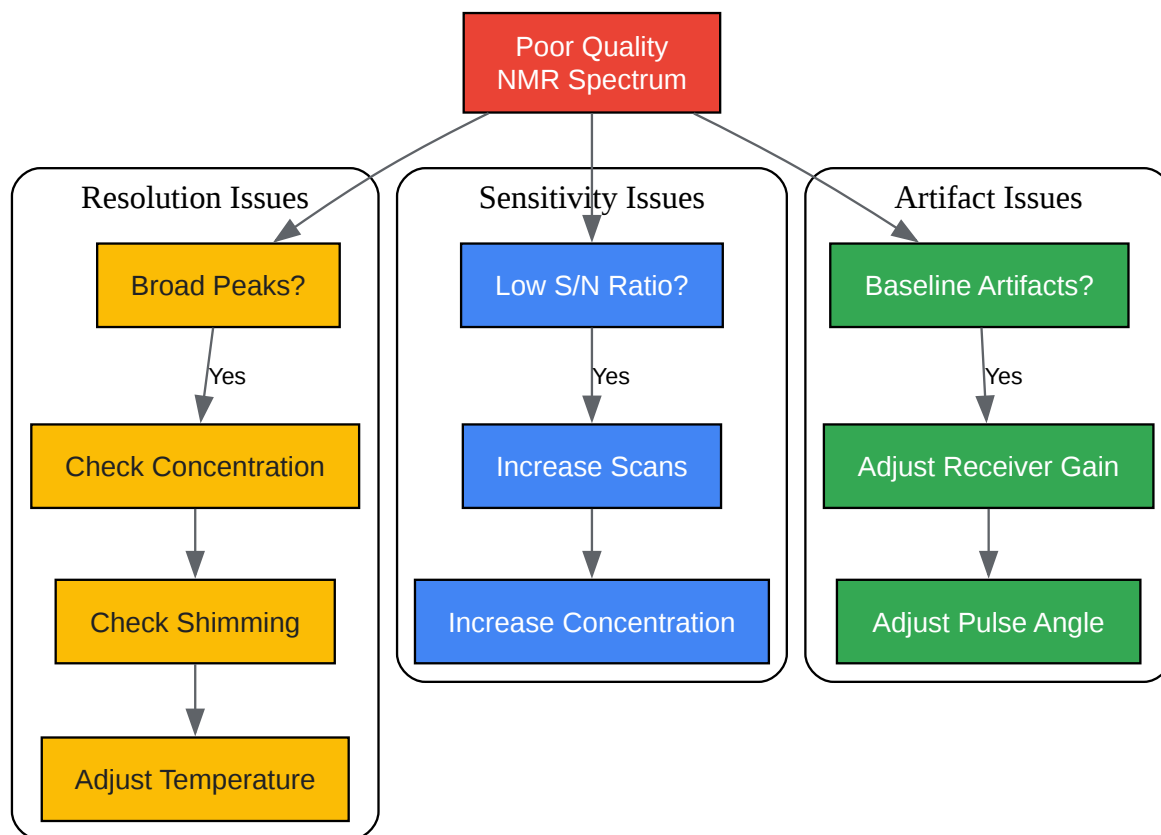 Poor Quality
NMR Spectrum
Resolution Issues
Broad Peaks?
Yes
Check Concentration
Check Shimming
Adjust Temperature
Sensitivity Issues
Low S/N Ratio?
Yes
Increase Scans
Increase Concentration
Artifact Issues
Baseline Artifacts?
Yes
Adjust Receiver Gain
Adjust Pulse Angle